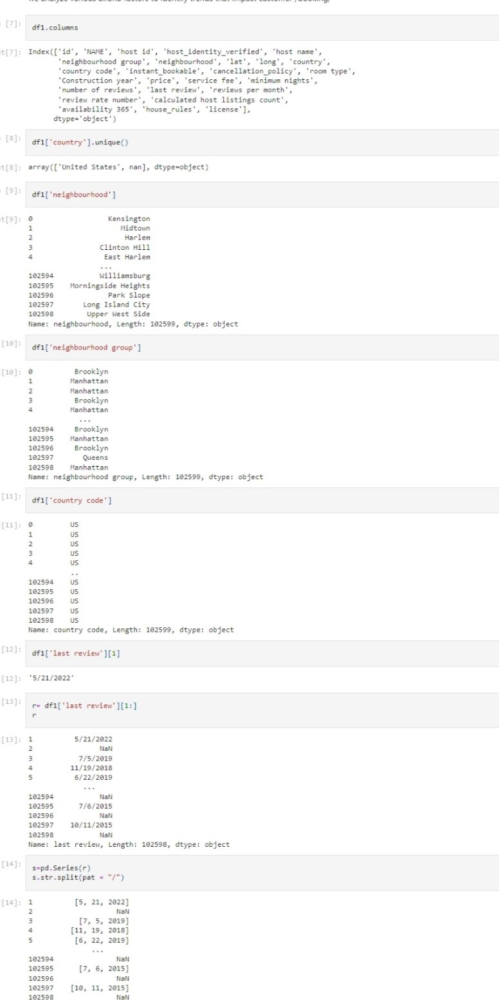 [7]:
df1.columns
t[7]: Index(['id', 'NAME', 'host id', 'host_identity_verified', 'host name',
'neighbourhood group', 'neighbourhood', 'lat', 'long', 'country',
'country code', 'instant_bookable', 'cancellation_policy', 'room type',
'Construction year', 'price', 'service fee', 'minimum nights',
'number of reviews', 'last review', 'reviews per month',
'review rate number', 'calculated host listings count',
'availability 365', 'house_rules', 'license'],
dtype='object')
[8]:
df1['country'].unique()
t[8]: array(['United States', nan], dtype=object)
[9]:
df1['neighbourhood']
t[9]: 0 Kensington
1 Midtown
2 Harlem
3 Clinton Hill
4 East Harlem
...
102594 Williamsburg
102595 Morningside Heights
102596 Park Slope
102597 Long Island City
102598 Upper West Side
Name: neighbourhood, Length: 102599, dtype: object
[10]:
df1['neighbourhood group']
[10]: 0 Brooklyn
1 Manhattan
2 Manhattan
3 Brooklyn
4 Manhattan
...
102594 Brooklyn
102595 Manhattan
102596 Brooklyn
102597 Queens
102598 Manhattan
Name: neighbourhood group, Length: 102599, dtype: object
[11]:
df1['country code']
[11]: 0 US
1 US
2 US
3 US
4 US
..
102594 US
102595 US
102596 US
102597 US
102598 US
Name: country code, Length: 102599, dtype: object
[12]:
df1['last review'][1]
[12]: '5/21/2022'
[13]:
r= df1['last review'][1:]
r
[13]: 1 5/21/2022
2 NaN
3 7/5/2019
4 11/19/2018
5 6/22/2019
...
102594 NaN
102595 7/6/2015
102596 NaN
102597 10/11/2015
102598 NaN
Name: last review, Length: 102598, dtype: object
[14]:
s=pd.Series(r)
s.str.split(pat = "/")
[14]: 1 [5, 21, 2022]
2 NaN
3 [7, 5, 2019]
4 [11, 19, 2018]
5 [6, 22, 2019]
...
102594 NaN
102595 [7, 6, 2015]
102596 NaN
102597 [10, 11, 2015]
102598 NaN